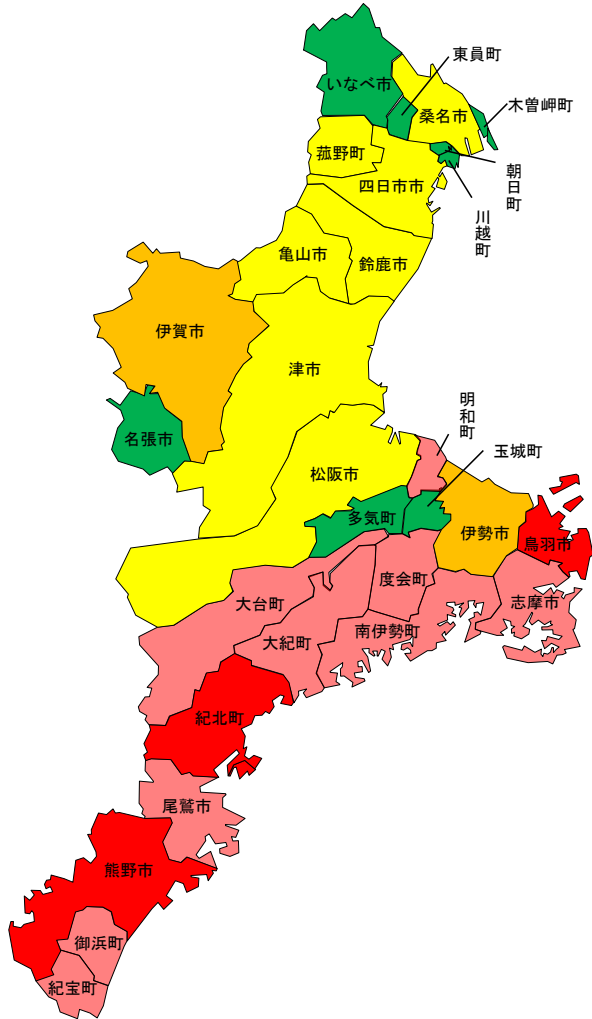 東員町
いなべ市
木曽岬町
桑名市
菰野町
朝日町
四日市市
川越町
亀山市
鈴鹿市
伊賀市
津市
明和町
名張市
玉城町
松阪市
多気町
伊勢市
鳥羽市
度会町
志摩市
大台町
南伊勢町
大紀町
紀北町
尾鷲市
熊野市
御浜町
紀宝町